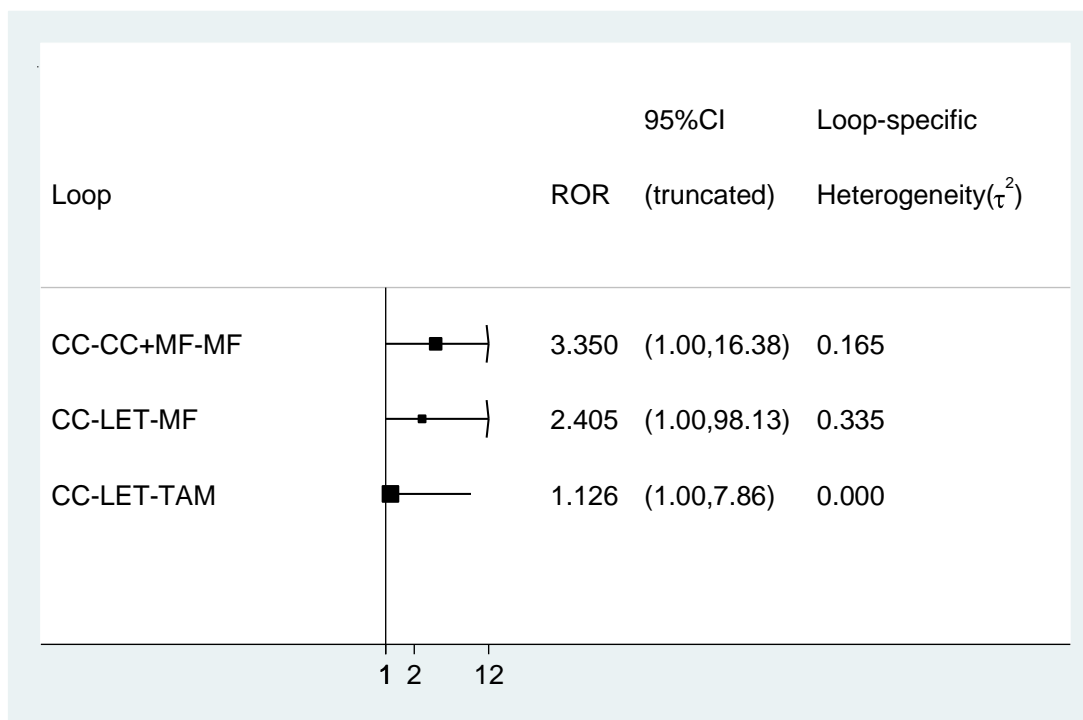 95%CI Loop-specific
Loop ROR (truncated) Heterogeneity(τ²)
CC-CC+MF-MF 3.350 (1.00,16.38) 0.165
CC-LET-MF 2.405 (1.00,98.13) 0.335
CC-LET-TAM 1.126 (1.00,7.86) 0.000
1 2 12